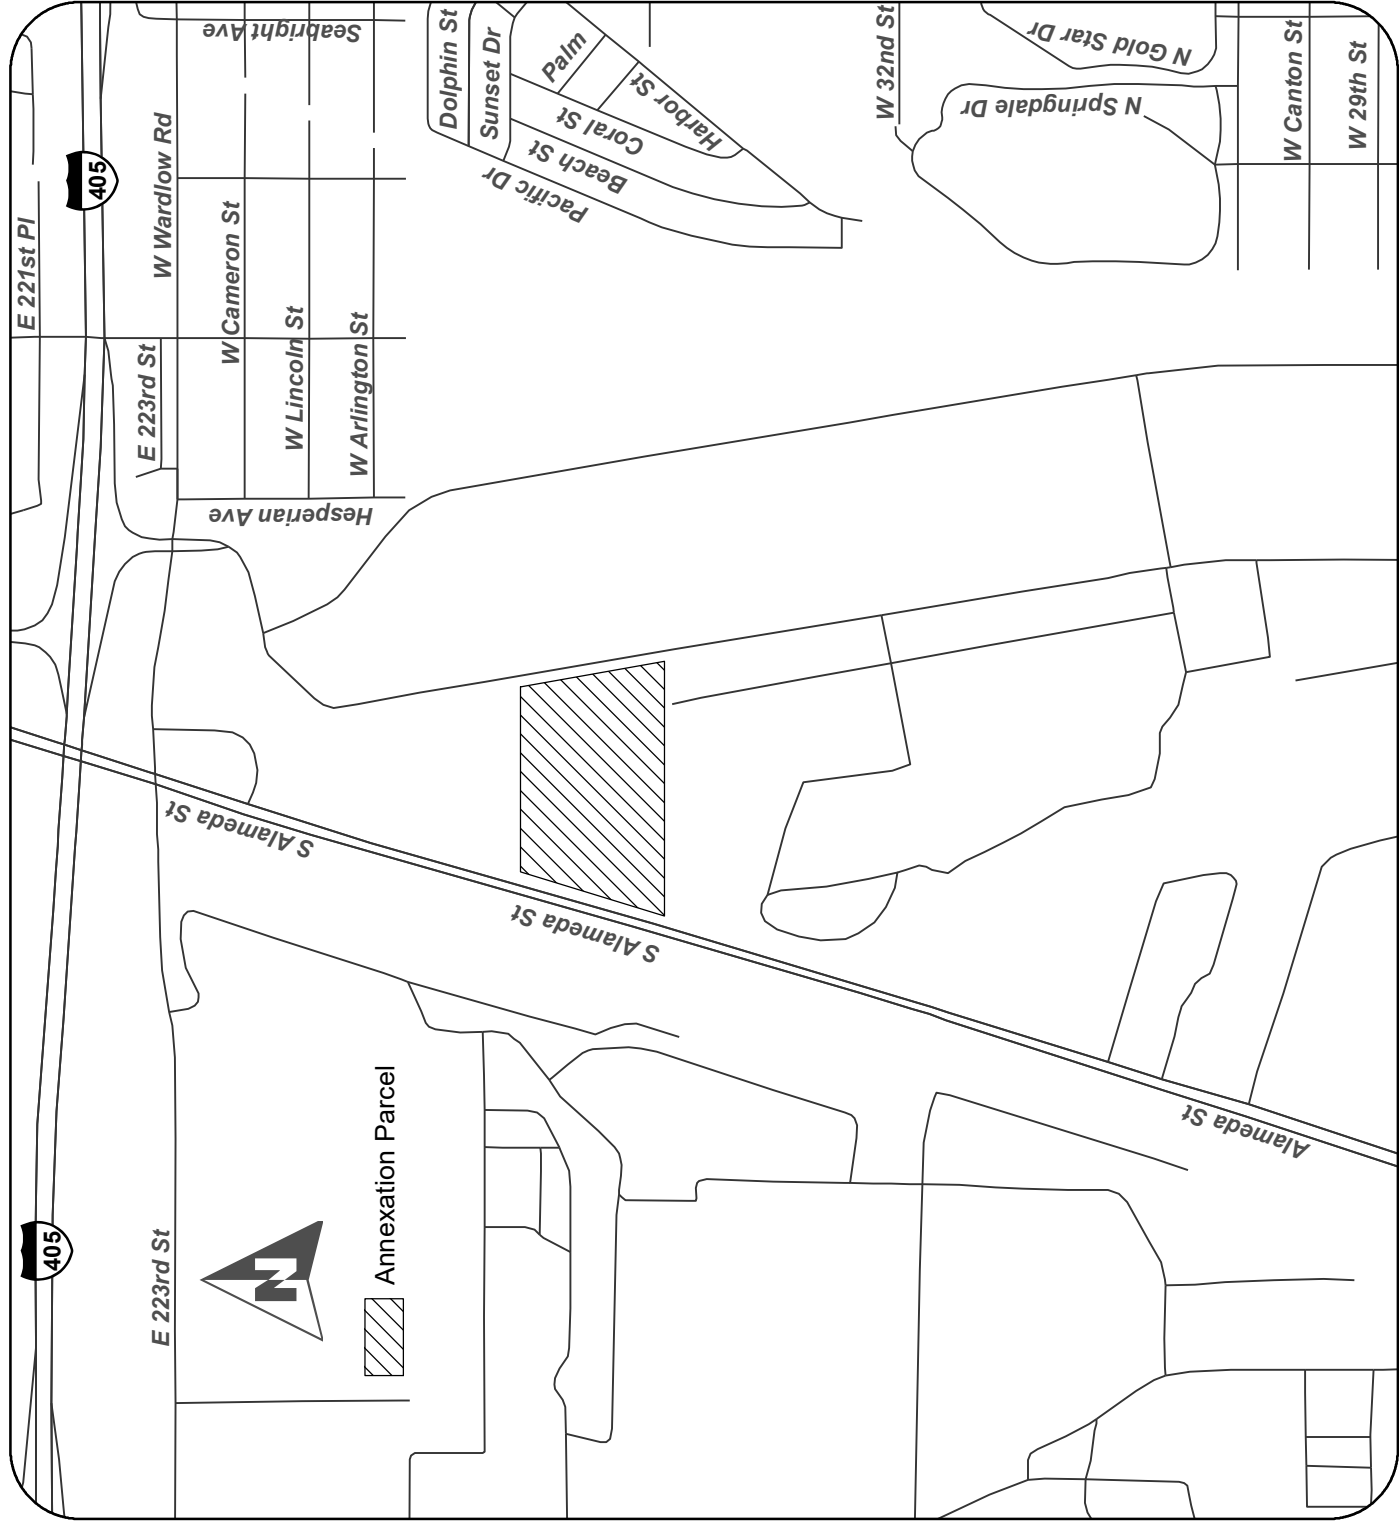 Seabright Ave
Dolphin St
Sunset Dr
Palm
Harbor St
Coral St
Beach St
Pacific Dr
W 32nd St
N Gold Star Dr
N Springdale Dr
W Canton St
W 29th St
405
E 221st Pl
W Wardlow Rd
W Cameron St
W Lincoln St
W Arlington St
E 223rd St
Hesperian Ave
S Alameda St
S Alameda St
Alameda St
405
E 223rd St
N
Annexation Parcel